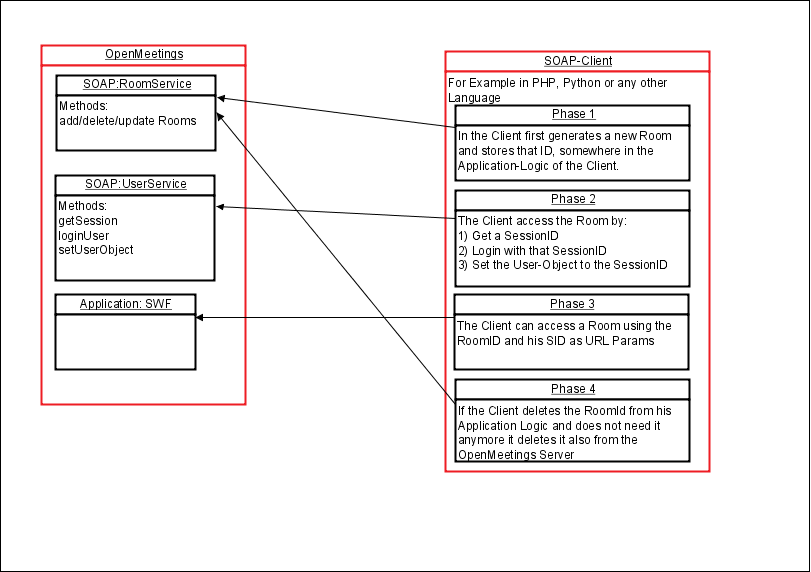 OpenMeetings
SOAP:RoomService
Methods:
add/delete/update Rooms
SOAP:UserService
Methods:
getSession
loginUser
setUserObject
Application: SWF
SOAP-Client
For Example in PHP, Python or any other
Language
Phase 1
In the Client first generates a new Room
and stores that ID, somewhere in the
Application-Logic of the Client.
Phase 2
The Client access the Room by:
1) Get a SessionID
2) Login with that SessionID
3) Set the User-Object to the SessionID
Phase 3
The Client can access a Room using the
RoomID and his SID as URL Params
Phase 4
If the Client deletes the RoomId from his
Application Logic and does not need it
anymore it deletes it also from the
OpenMeetings Server